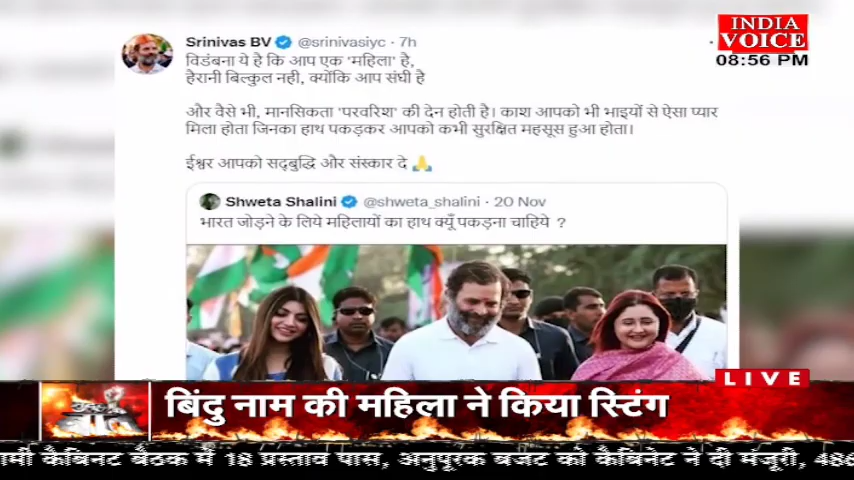 Srinivas BV @srinivasiyc · 7h
विडंबना ये है कि आप एक 'महिला' है,
हैरानी बिल्कुल नही, क्योंकि आप संघी है
और वैसे भी, मानसिकता 'परवरिश' की देन होती है। काश आपको भी भाइयों से ऐसा प्यार
मिला होता जिनका हाथ पकड़कर आपको कभी सुरक्षित महसूस हुआ होता।
ईश्वर आपको सद्बुद्धि और संस्कार दे 🙏
Shweta Shalini @shweta_shalini · 20 Nov
भारत जोड़ने के लिये महिलायों का हाथ क्यूँ पकड़ना चाहिये ?
INDIA
VOICE
08:56 PM
LIVE
बिंदु नाम की महिला ने किया स्टिंग
कैबिनट बैठक में 18 प्रस्ताव पास, अनुपूरक बजट को कैबिनेट ने दी मंजूरी,